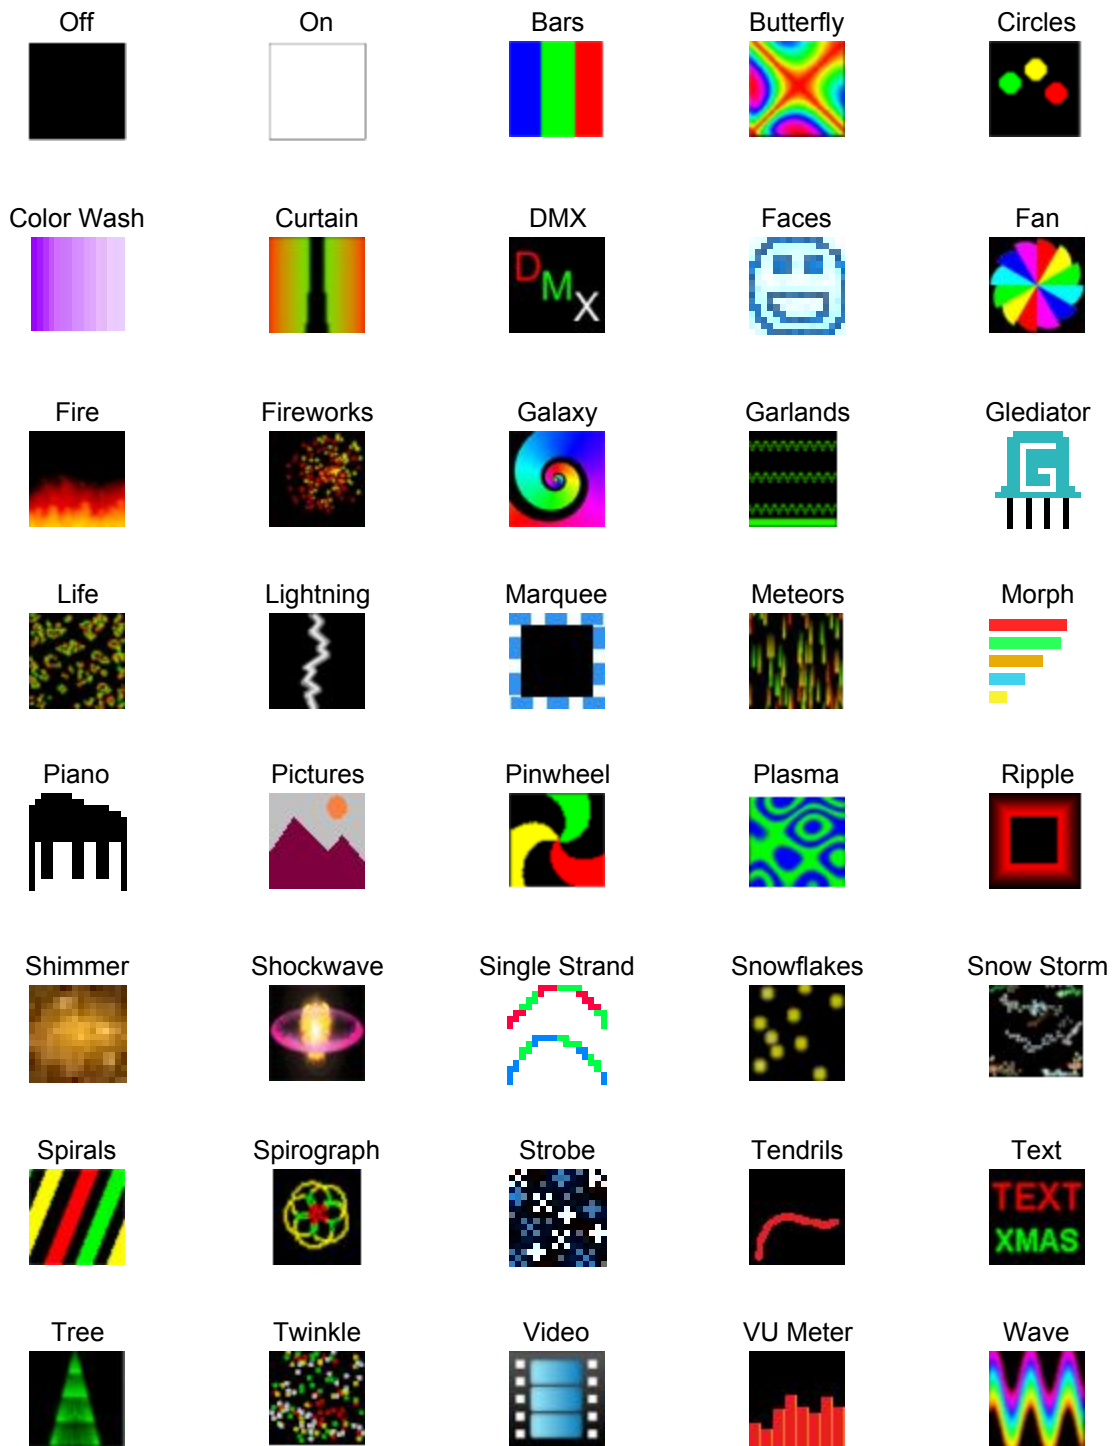 Off On Bars Butterfly Circles
Color Wash Curtain DMX Faces Fan
D
M
X
Fire Fireworks Galaxy Garlands Glediator
G
Life Lightning Marquee Meteors Morph
Piano Pictures Pinwheel Plasma Ripple
Shimmer Shockwave Single Strand Snowflakes Snow Storm
Spirals Spirograph Strobe Tendrils Text
TEXT
XMAS
Tree Twinkle Video VU Meter Wave